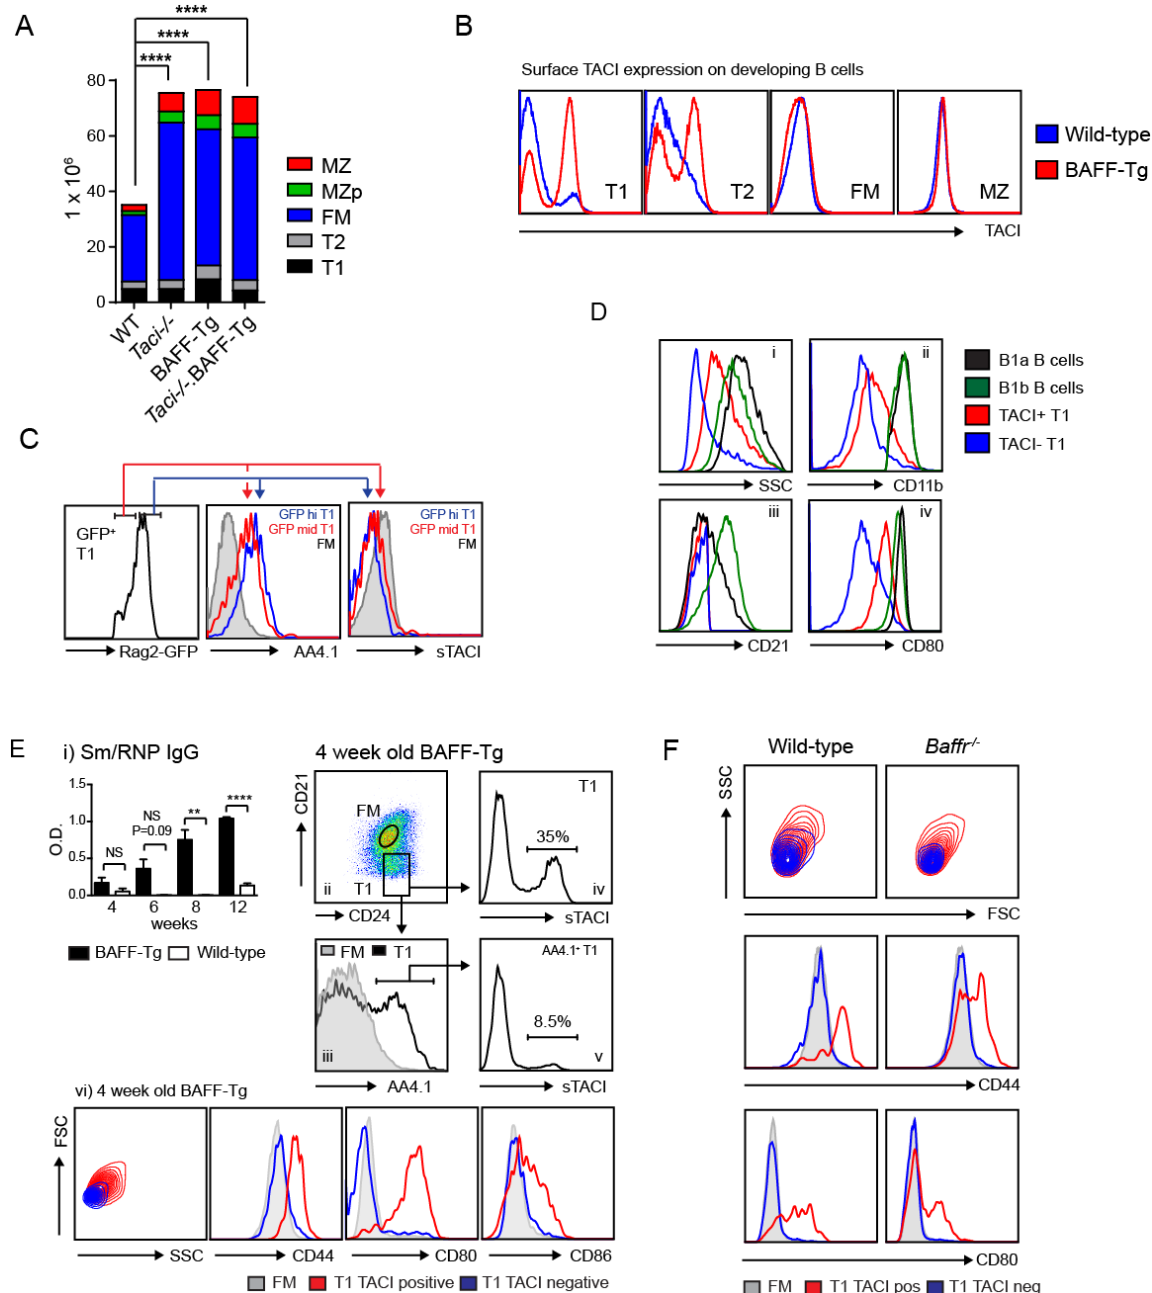 A
****
****
****
80
60
40
20
0
1 x 10⁶
WT
Taci-/-
BAFF-Tg
Taci-/-.BAFF-Tg
MZ
MZp
FM
T2
T1
B
Surface TACI expression on developing B cells
T1
T2
FM
MZ
TACI
Wild-type
BAFF-Tg
C
GFP⁺
T1
Rag2-GFP
GFP hi T1
GFP mid T1
FM
AA4.1
GFP hi T1
GFP mid T1
FM
sTACI
D
i
SSC
ii
CD11b
iii
CD21
iv
CD80
B1a B cells
B1b B cells
TACI+ T1
TACI- T1
E
i) Sm/RNP IgG
1.5
1.0
0.5
0.0
O.D.
NS
NS
P=0.09
**
****
4 6 8 12
weeks
BAFF-Tg Wild-type
4 week old BAFF-Tg
CD21
FM
ii T1
CD24
T1
35%
iv
sTACI
FM T1
iii
AA4.1
AA4.1⁺ T1
8.5%
v
sTACI
vi) 4 week old BAFF-Tg
FSC
SSC
CD44
CD80
CD86
FM T1 TACI positive T1 TACI negative
F
Wild-type Baffr⁻/⁻
SSC
FSC
CD44
CD80
FM T1 TACI pos T1 TACI neg